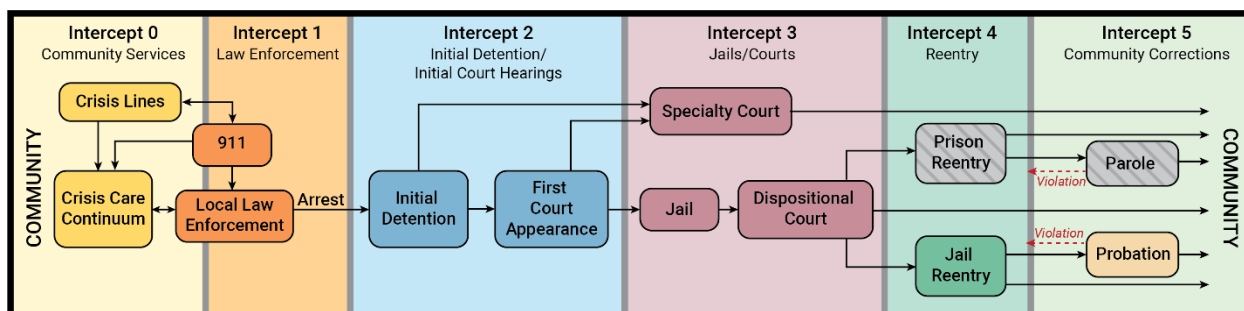 Intercept 0
Community Services
Intercept 1
Law Enforcement
Intercept 2
Initial Detention/
Initial Court Hearings
Intercept 3
Jails/Courts
Intercept 4
Reentry
Intercept 5
Community Corrections
COMMUNITY
Crisis Lines
911
Crisis Care
Continuum
Local Law
Enforcement
Arrest
Initial
Detention
First
Court
Appearance
Specialty Court
Jail
Dispositional
Court
Prison
Reentry
Violation
Parole
Jail
Reentry
Violation
Probation
COMMUNITY